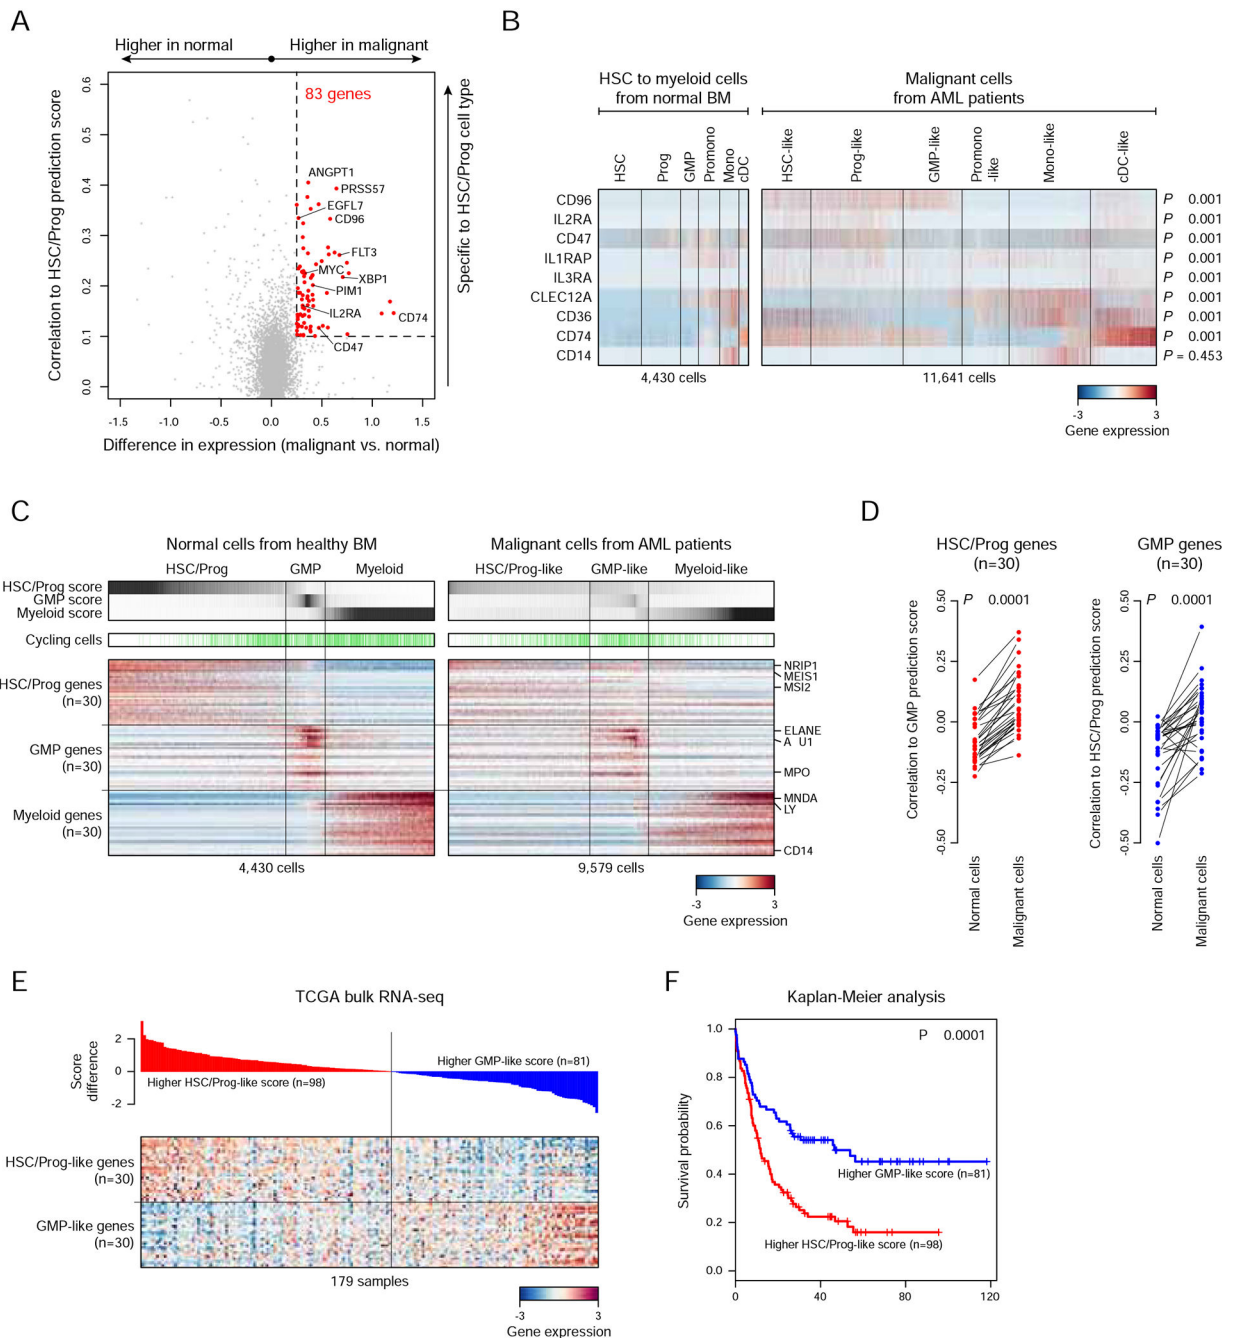 A
Higher in normal
Higher in malignant
83 genes
Correlation to HSC/Prog prediction score
0.6
0.5
0.4
0.3
0.2
0.1
0.0
ANGPT1
PRSS57
EGFL7
CD96
FLT3
MYC
XBP1
PIM1
IL2RA
CD74
CD47
Specific to HSC/Prog cell type
-1.5 -1.0 -0.5 0.0 0.5 1.0 1.5
Difference in expression (malignant vs. normal)
B
HSC to myeloid cells
from normal BM
Malignant cells
from AML patients
HSC
Prog
GMP
Promono
Mono
cDC
HSC-like
Prog-like
GMP-like
Promono
-like
Mono-like
cDC-like
CD96 P 0.001
IL2RA P 0.001
CD47 P 0.001
IL1RAP P 0.001
IL3RA P 0.001
CLEC12A P 0.001
CD36 P 0.001
CD74 P 0.001
CD14 P = 0.453
4,430 cells
11,641 cells
-3 3
Gene expression
C
Normal cells from healthy BM
Malignant cells from AML patients
HSC/Prog GMP Myeloid
HSC/Prog-like GMP-like Myeloid-like
HSC/Prog score
GMP score
Myeloid score
Cycling cells
HSC/Prog genes
(n=30)
GMP genes
(n=30)
Myeloid genes
(n=30)
NRIP1
MEIS1
MSI2
ELANE
A U1
MPO
MNDA
LY
CD14
4,430 cells
9,579 cells
-3 3
Gene expression
D
HSC/Prog genes
(n=30)
P 0.0001
Correlation to GMP prediction score
0.50
0.25
0.00
-0.25
-0.50
Normal cells
Malignant cells
GMP genes
(n=30)
P 0.0001
Correlation to HSC/Prog prediction score
0.50
0.25
0.00
-0.25
-0.50
Normal cells
Malignant cells
E
TCGA bulk RNA-seq
Score
difference
2
0
-2
Higher GMP-like score (n=81)
Higher HSC/Prog-like score (n=98)
HSC/Prog-like genes
(n=30)
GMP-like genes
(n=30)
179 samples
-3 3
Gene expression
F
Kaplan-Meier analysis
P 0.0001
Survival probability
1.0
0.8
0.6
0.4
0.2
0.0
Higher GMP-like score (n=81)
Higher HSC/Prog-like score (n=98)
0 40 80 120